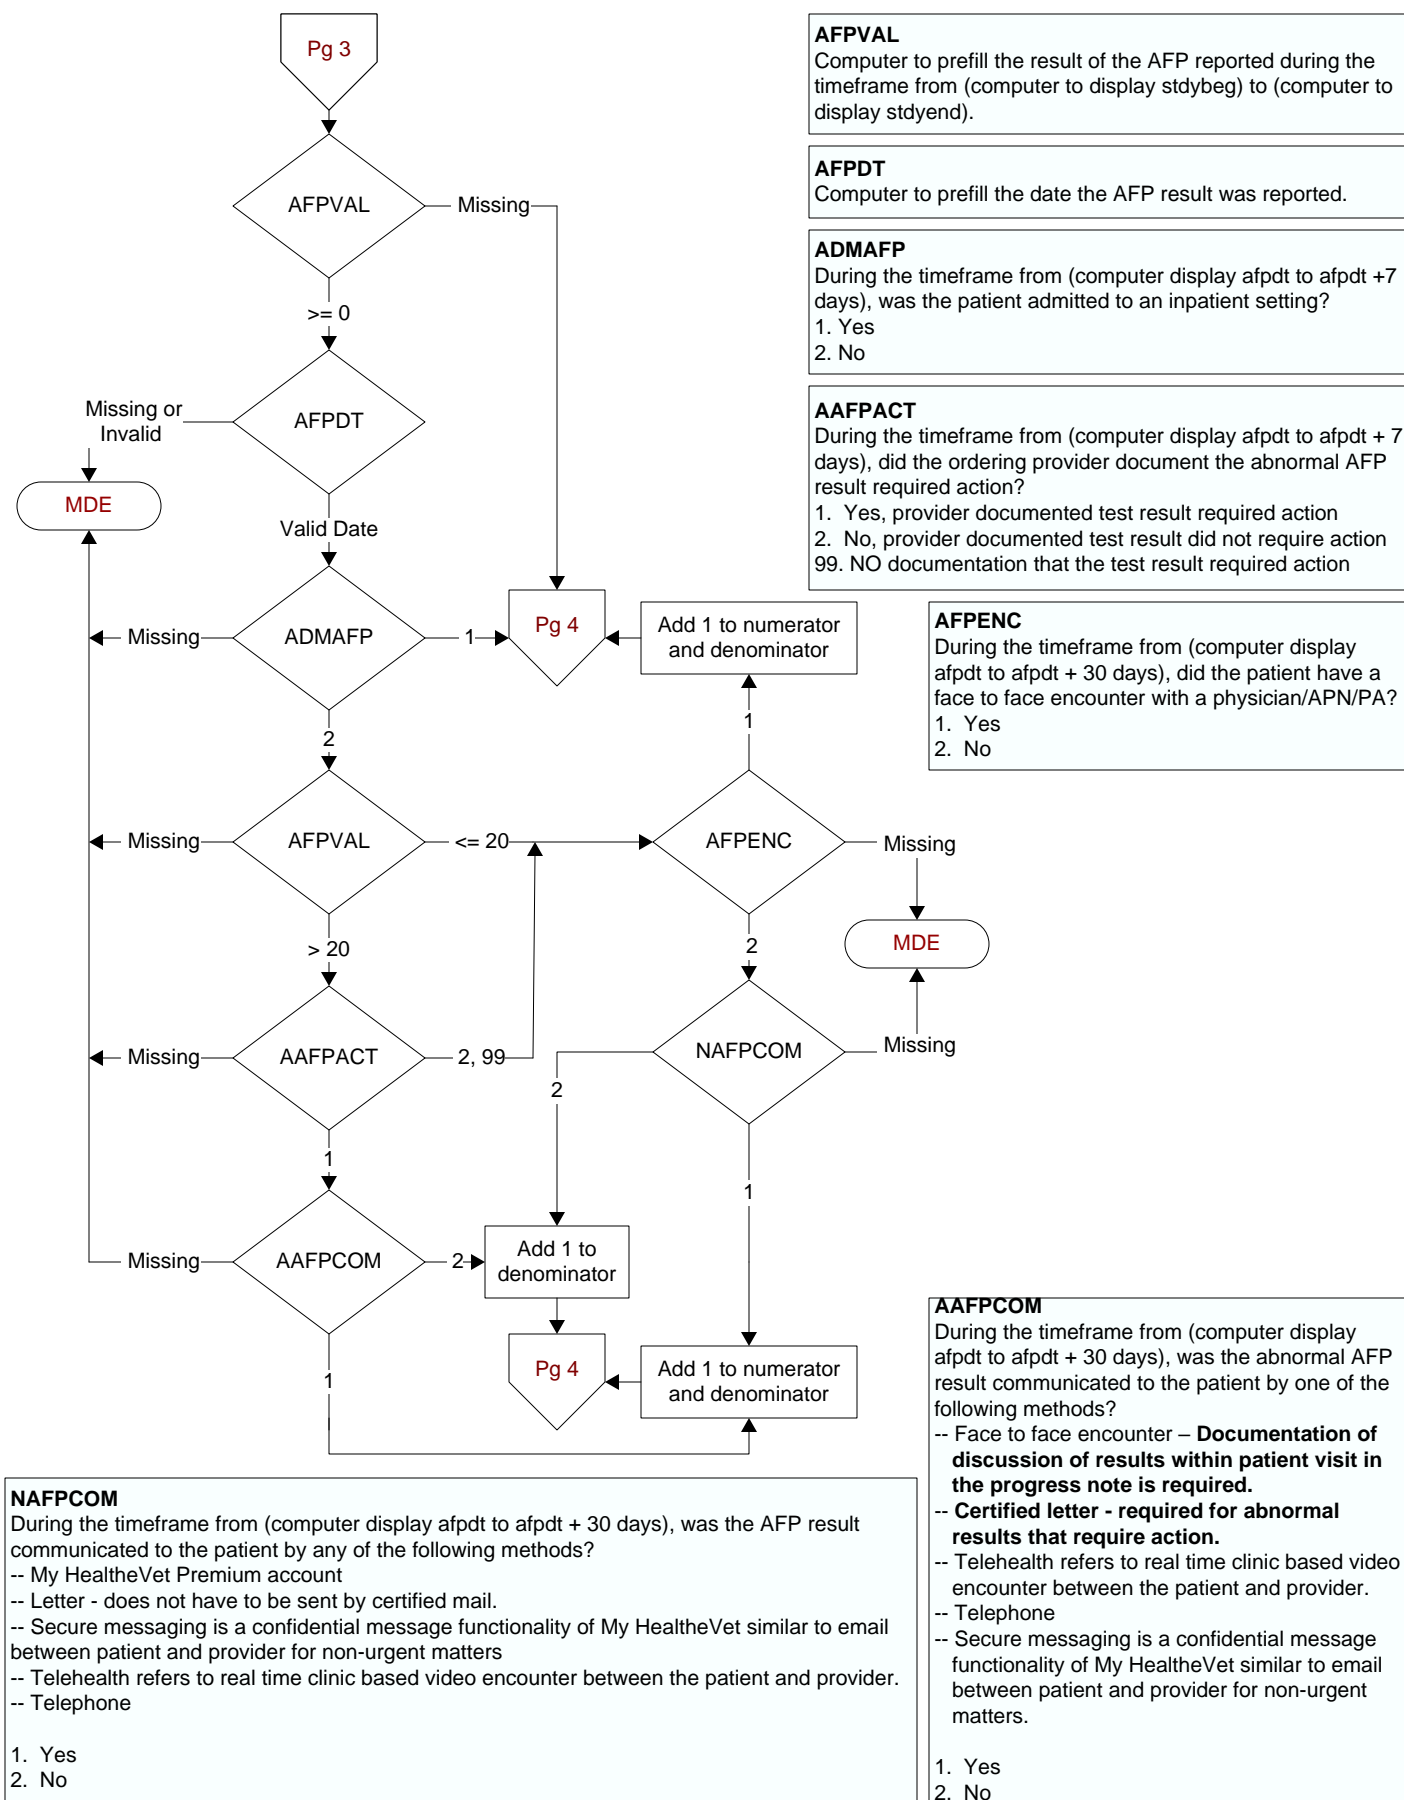 Pg 3
AFPVAL
Computer to prefill the result of the AFP reported during the
timeframe from (computer to display stdybeg) to (computer to
display stdyend).
AFPDT
Computer to prefill the date the AFP result was reported.
AFPVAL
Missing
>= 0
ADMAFP
During the timeframe from (computer display afpdt to afpdt +7
days), was the patient admitted to an inpatient setting?
1. Yes
2. No
Missing or
Invalid
AFPDT
MDE
Valid Date
AAFPACT
During the timeframe from (computer display afpdt to afpdt + 7
days), did the ordering provider document the abnormal AFP
result required action?
1. Yes, provider documented test result required action
2. No, provider documented test result did not require action
99. NO documentation that the test result required action
Missing
ADMAFP
1
Pg 4
Add 1 to numerator
and denominator
AFPENC
During the timeframe from (computer display
afpdt to afpdt + 30 days), did the patient have a
face to face encounter with a physician/APN/PA?
1. Yes
2. No
2
1
Missing
AFPVAL
<= 20
AFPENC
Missing
> 20
2
MDE
Missing
AAFPACT
2, 99
NAFPCOM
Missing
2
1
1
Missing
AAFPCOM
2
Add 1 to
denominator
1
Pg 4
Add 1 to numerator
and denominator
AAFPCOM
During the timeframe from (computer display
afpdt to afpdt + 30 days), was the abnormal AFP
result communicated to the patient by one of the
following methods?
-- Face to face encounter – Documentation of
discussion of results within patient visit in
the progress note is required.
-- Certified letter - required for abnormal
results that require action.
-- Telehealth refers to real time clinic based video
encounter between the patient and provider.
-- Telephone
-- Secure messaging is a confidential message
functionality of My HealtheVet similar to email
between patient and provider for non-urgent
matters.
1. Yes
2. No
NAFPCOM
During the timeframe from (computer display afpdt to afpdt + 30 days), was the AFP result
communicated to the patient by any of the following methods?
-- My HealtheVet Premium account
-- Letter - does not have to be sent by certified mail.
-- Secure messaging is a confidential message functionality of My HealtheVet similar to email
between patient and provider for non-urgent matters
-- Telehealth refers to real time clinic based video encounter between the patient and provider.
-- Telephone
1. Yes
2. No